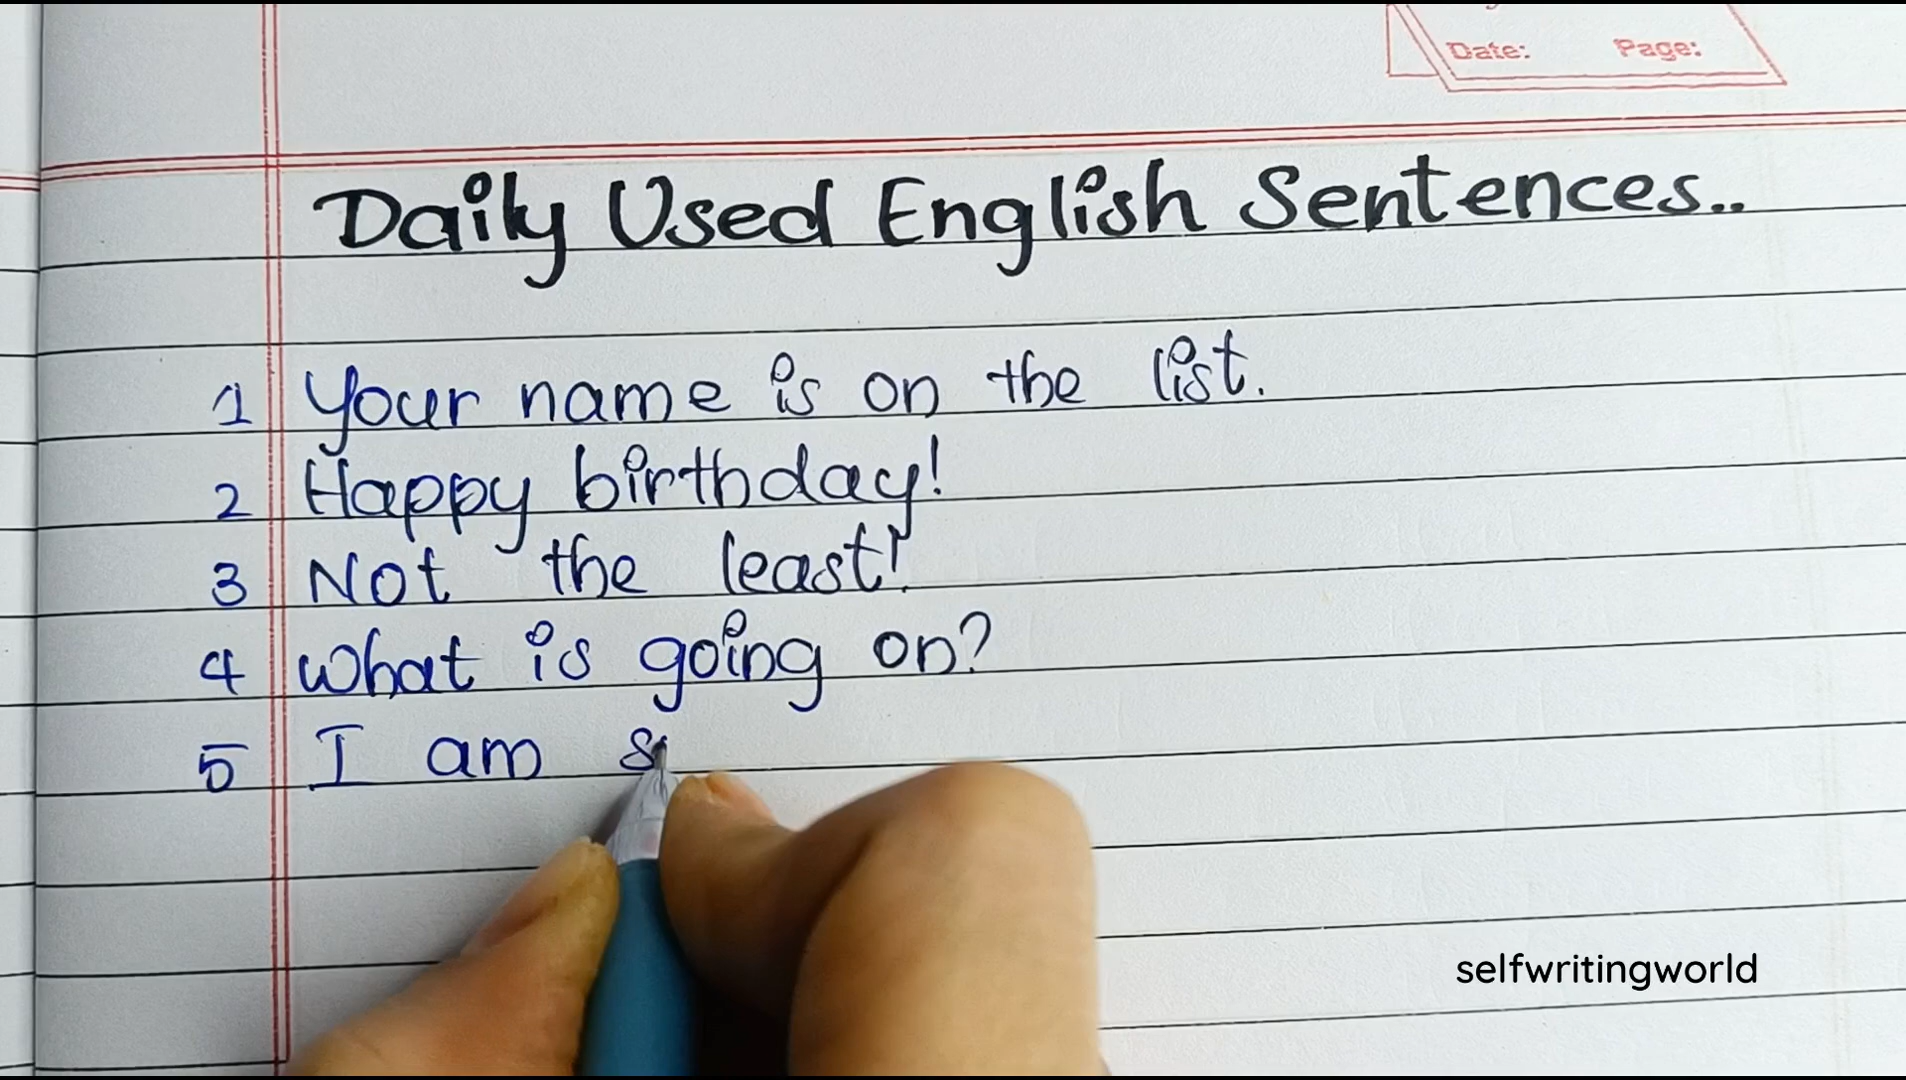 Date: Page:
Daily Used English Sentences..
1 Your name is on the list.
2 Happy birthday!
3 Not the least!
4 What is going on?
5 I am s
selfwritingworld